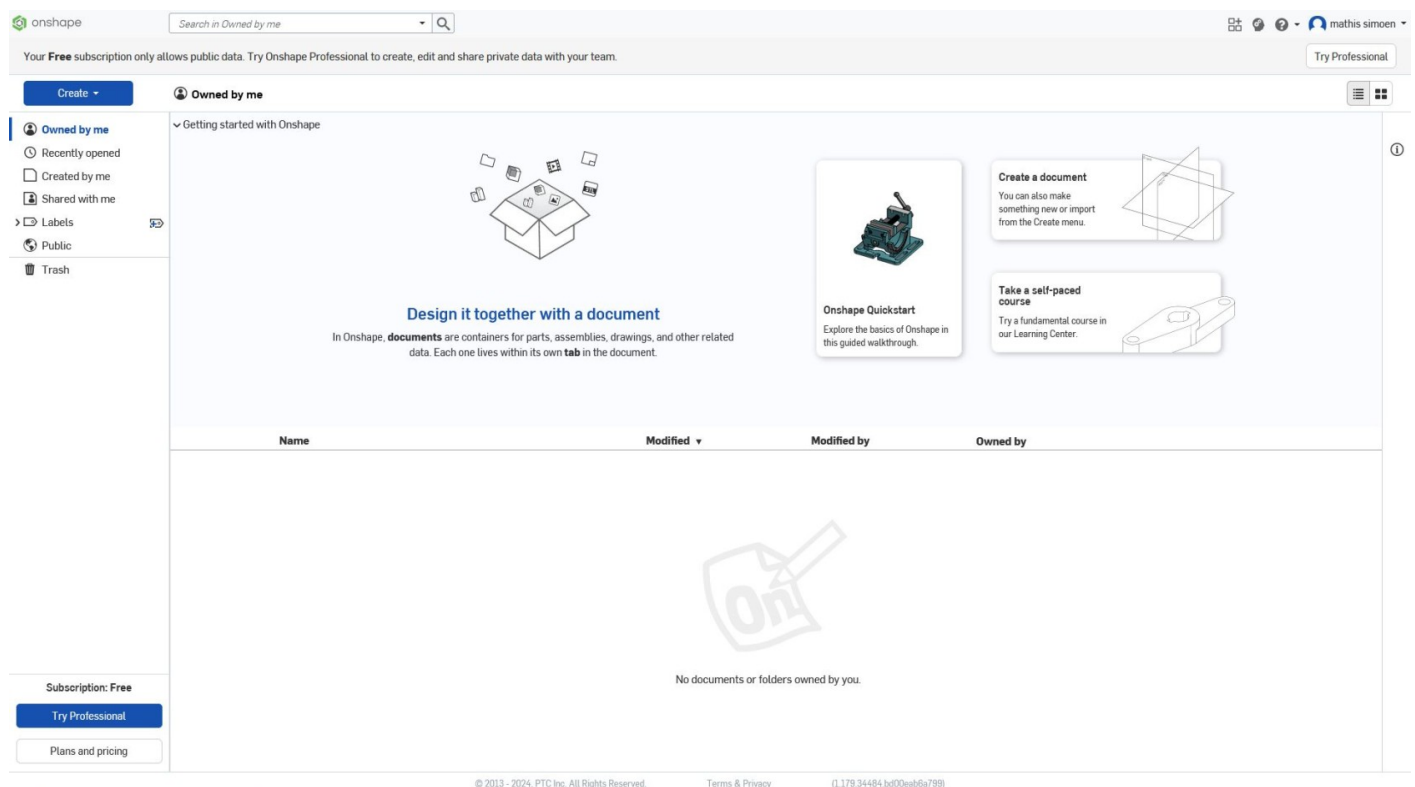 onshape
Search in Owned by me
mathis simoen
Your Free subscription only allows public data. Try Onshape Professional to create, edit and share private data with your team.
Try Professional
Create
Owned by me
Owned by me
Recently opened
Created by me
Shared with me
Labels
Public
Trash
Getting started with Onshape
Design it together with a document
In Onshape, documents are containers for parts, assemblies, drawings, and other related
data. Each one lives within its own tab in the document.
Onshape Quickstart
Explore the basics of Onshape in
this guided walkthrough.
Create a document
You can also make
something new or import
from the Create menu.
Take a self-paced
course
Try a fundamental course in
our Learning Center.
Name
Modified
Modified by
Owned by
On
No documents or folders owned by you.
Subscription: Free
Try Professional
Plans and pricing
© 2013 - 2024, PTC Inc. All Rights Reserved.
Terms & Privacy
(1.179.34484.bd00eab6a799)